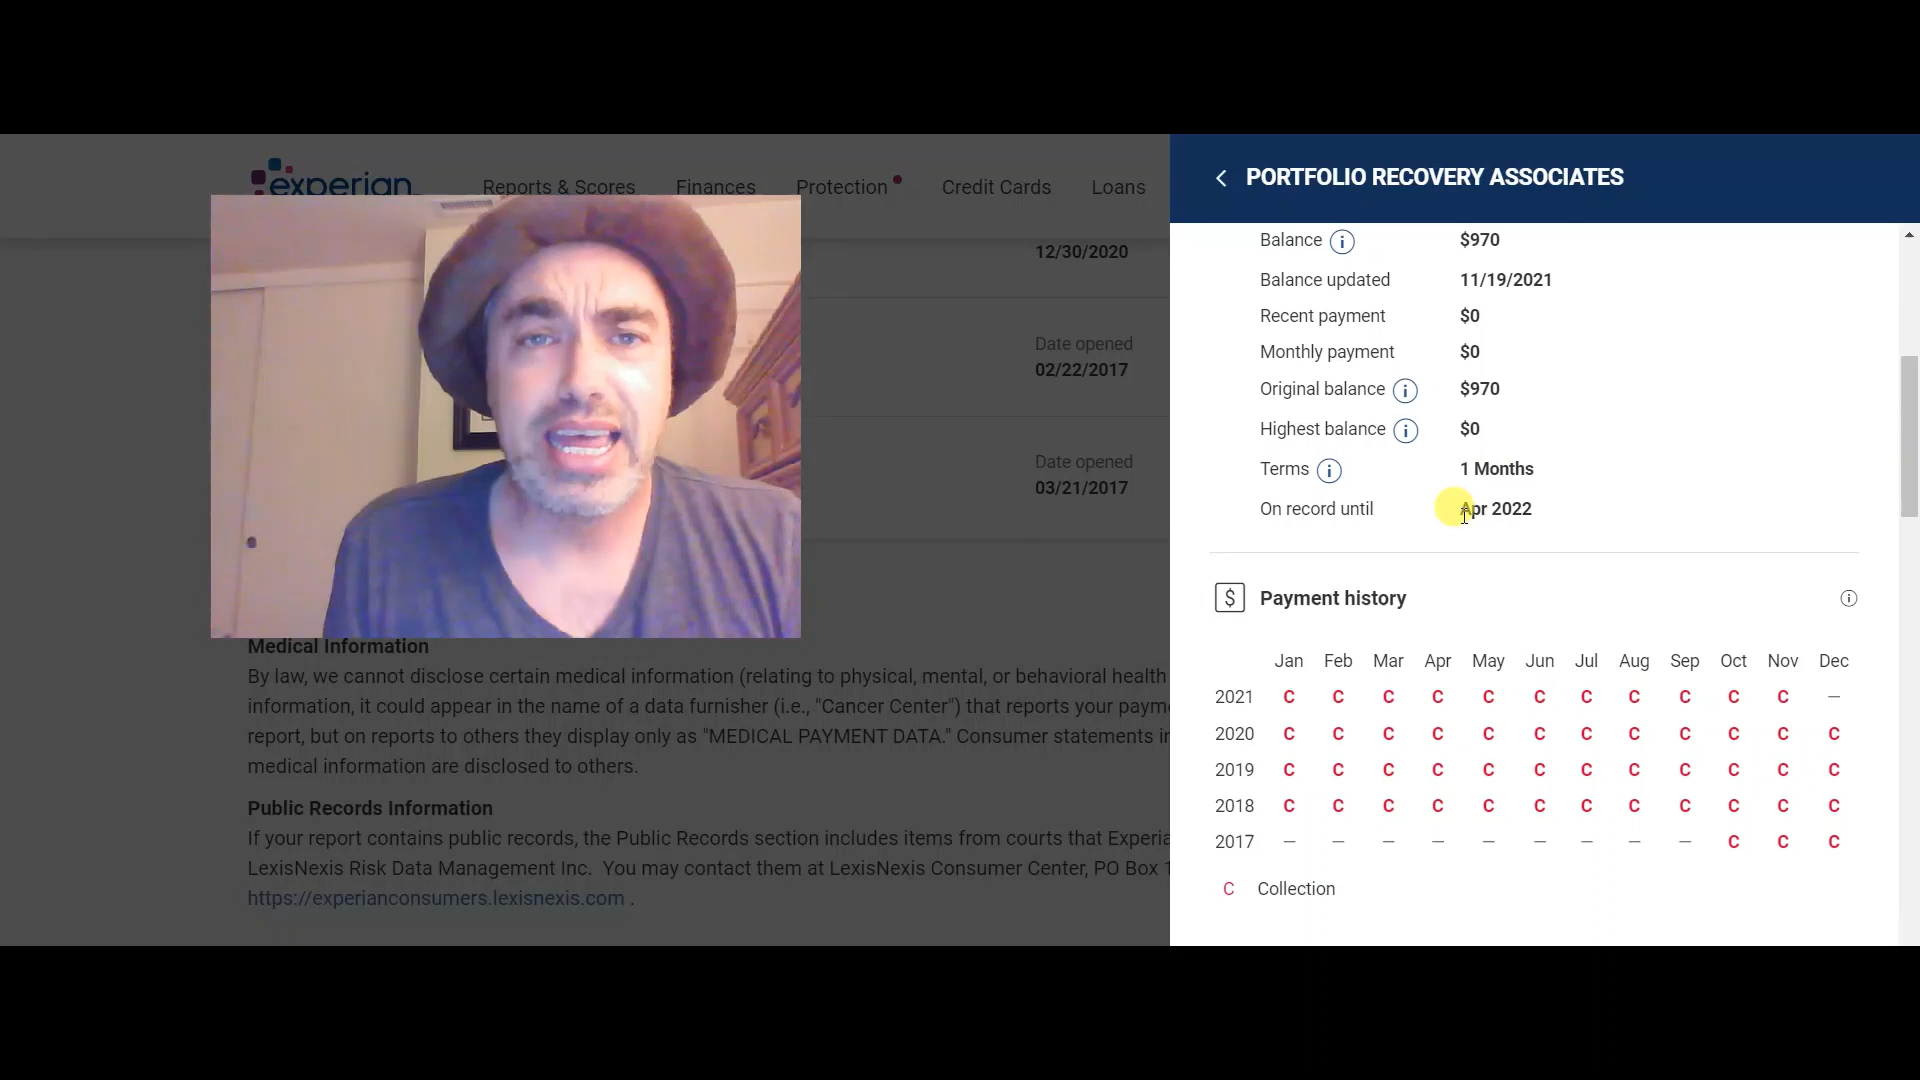 experian
Reports & Scores
Finances
Protection
Credit Cards
Loans
12/30/2020
Date opened
02/22/2017
Date opened
03/21/2017
Medical Information
By law, we cannot disclose certain medical information (relating to physical, mental, or behavioral health
information, it could appear in the name of a data furnisher (i.e., "Cancer Center") that reports your
report, but on reports to others they display only as "MEDICAL PAYMENT DATA." Consumer statements
medical information are disclosed to others.
Public Records Information
If your report contains public records, the Public Records section includes items from courts that
LexisNexis Risk Data Management Inc. You may contact them at LexisNexis Consumer Center, PO Box
https://experianconsumers.lexisnexis.com .
PORTFOLIO RECOVERY ASSOCIATES
Balance i $970
Balance updated 11/19/2021
Recent payment $0
Monthly payment $0
Original balance i $970
Highest balance i $0
Terms i 1 Months
On record until Apr 2022
$ Payment history i
Jan Feb Mar Apr May Jun Jul Aug Sep Oct Nov Dec
2021 C C C C C C C C C C C –
2020 C C C C C C C C C C C C
2019 C C C C C C C C C C C C
2018 C C C C C C C C C C C C
2017 – – – – – – – – – C C C
C Collection